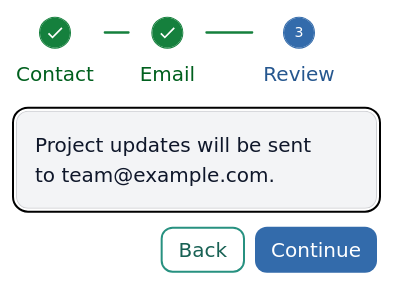 3
Contact Email Review
Project updates will be sent
to team@example.com.
Back Continue